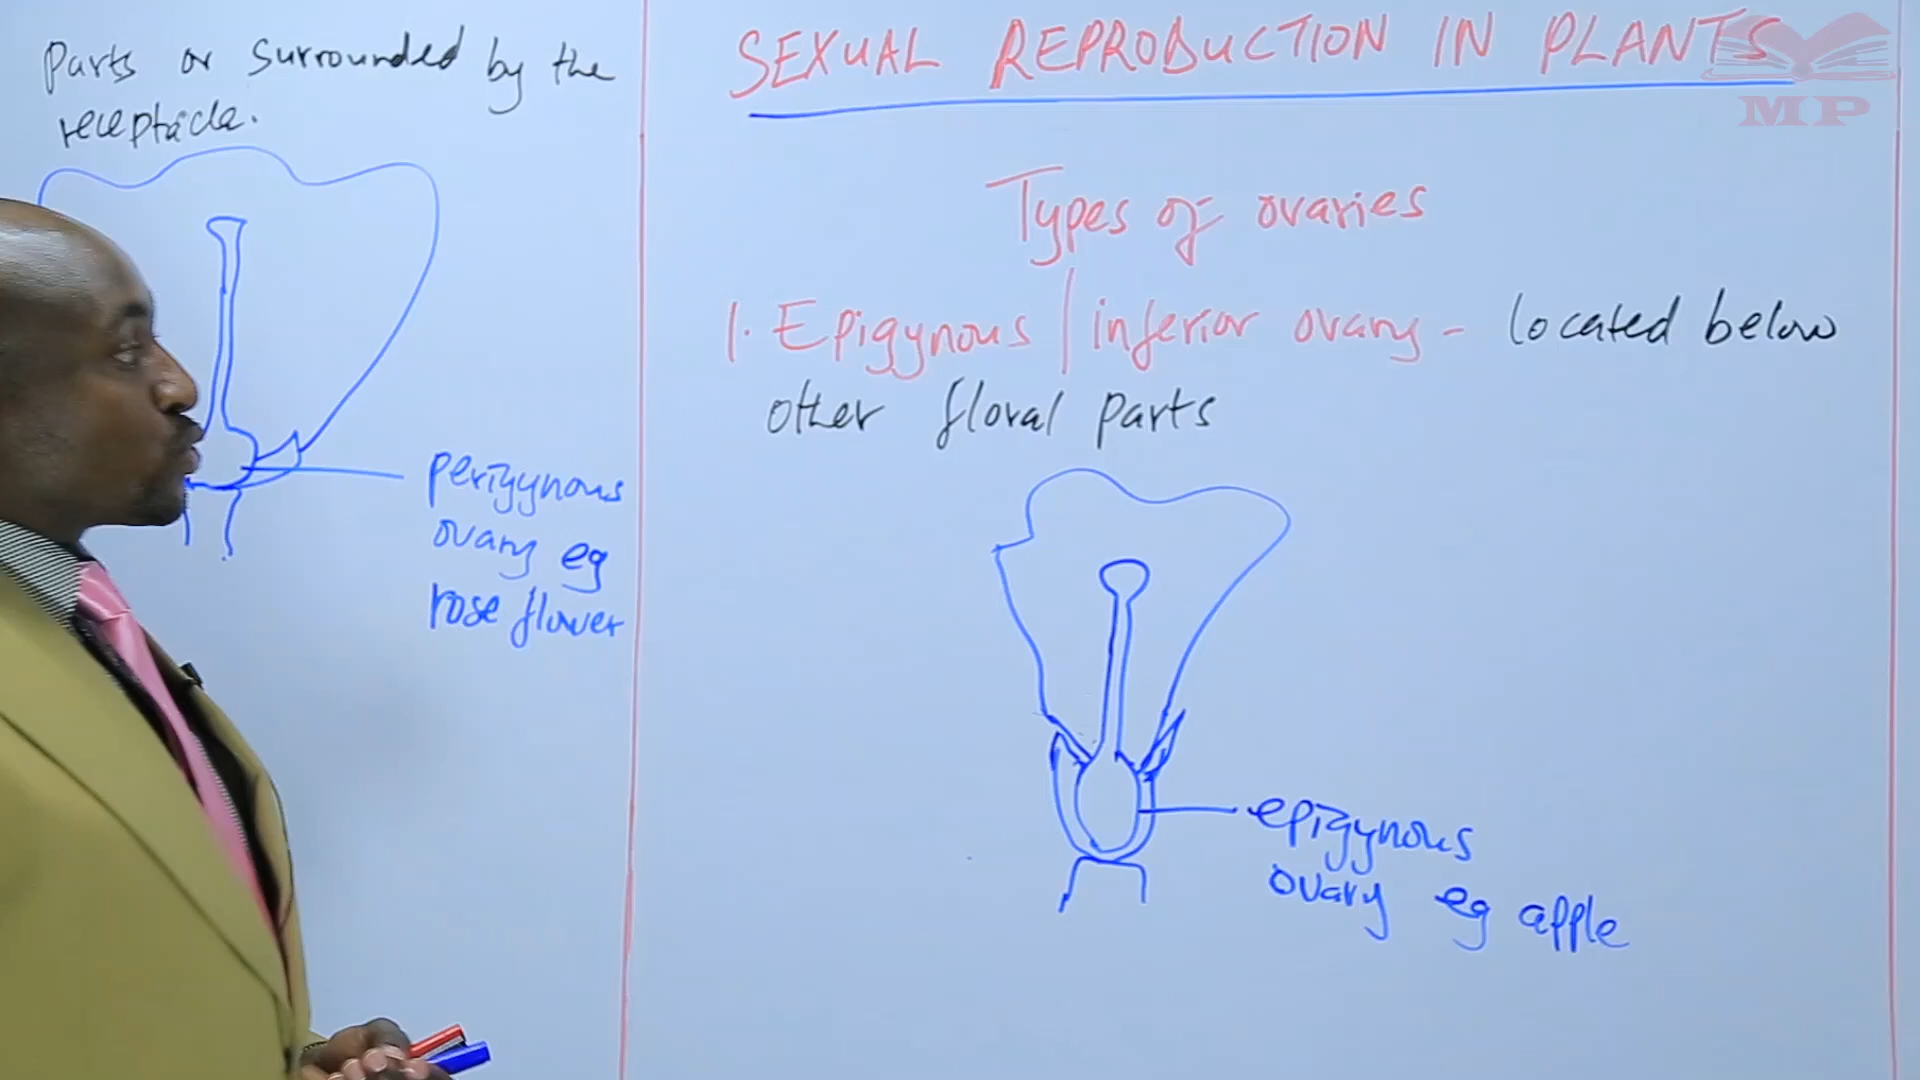 Parts or surrounded by the
receptacle.
perigynous
ovary eg
rose flower
SEXUAL REPRODUCTION IN PLANTS
MP
Types of ovaries
1. Epigynous / inferior ovary - located below
other floral parts
epigynous
ovary eg apple